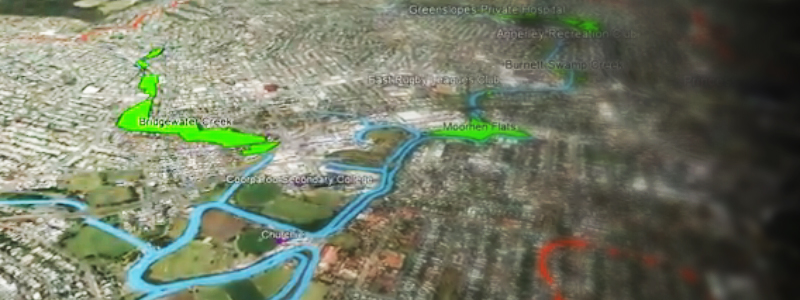 Greenslopes Private Hospital
Annerley Recreation Club
Burnett Swamp Creek
East Rugby Leagues Club
Moorhen Flats
Bridgewater Creek
Coorparoo Secondary College